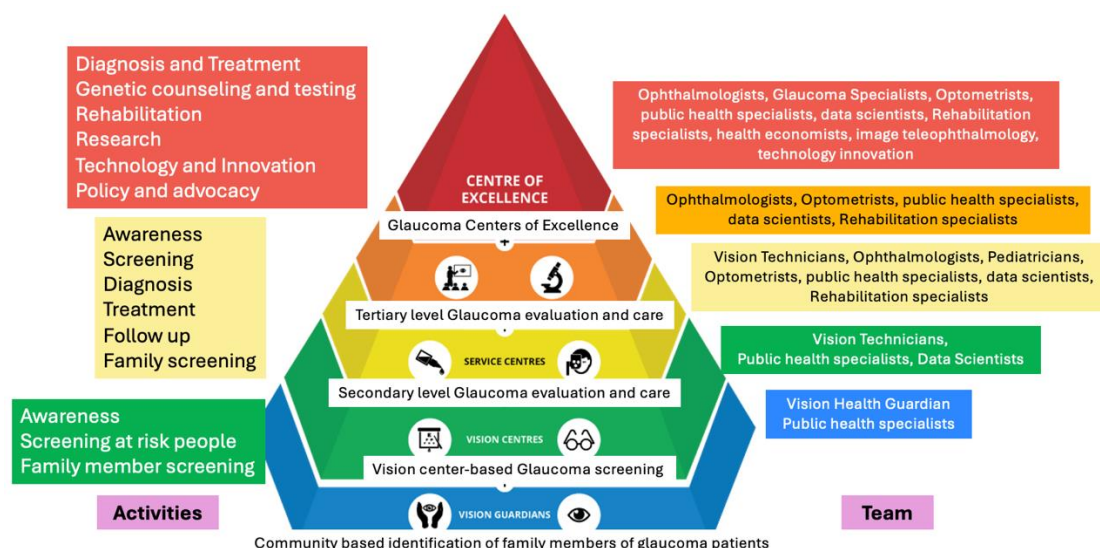 Diagnosis and Treatment
Genetic counseling and testing
Rehabilitation
Research
Technology and Innovation
Policy and advocacy
Awareness
Screening
Diagnosis
Treatment
Follow up
Family screening
Awareness
Screening at risk people
Family member screening
Activities
CENTRE OF
EXCELLENCE
Glaucoma Centers of Excellence
Tertiary level Glaucoma evaluation and care
SERVICE CENTRES
Secondary level Glaucoma evaluation and care
VISION CENTRES
Vision center-based Glaucoma screening
VISION GUARDIANS
Community based identification of family members of glaucoma patients
Ophthalmologists, Glaucoma Specialists, Optometrists,
public health specialists, data scientists, Rehabilitation
specialists, health economists, image teleophthalmology,
technology innovation
Ophthalmologists, Optometrists, public health specialists,
data scientists, Rehabilitation specialists
Vision Technicians, Ophthalmologists, Pediatricians,
Optometrists, public health specialists, data scientists,
Rehabilitation specialists
Vision Technicians,
Public health specialists, Data Scientists
Vision Health Guardian
Public health specialists
Team